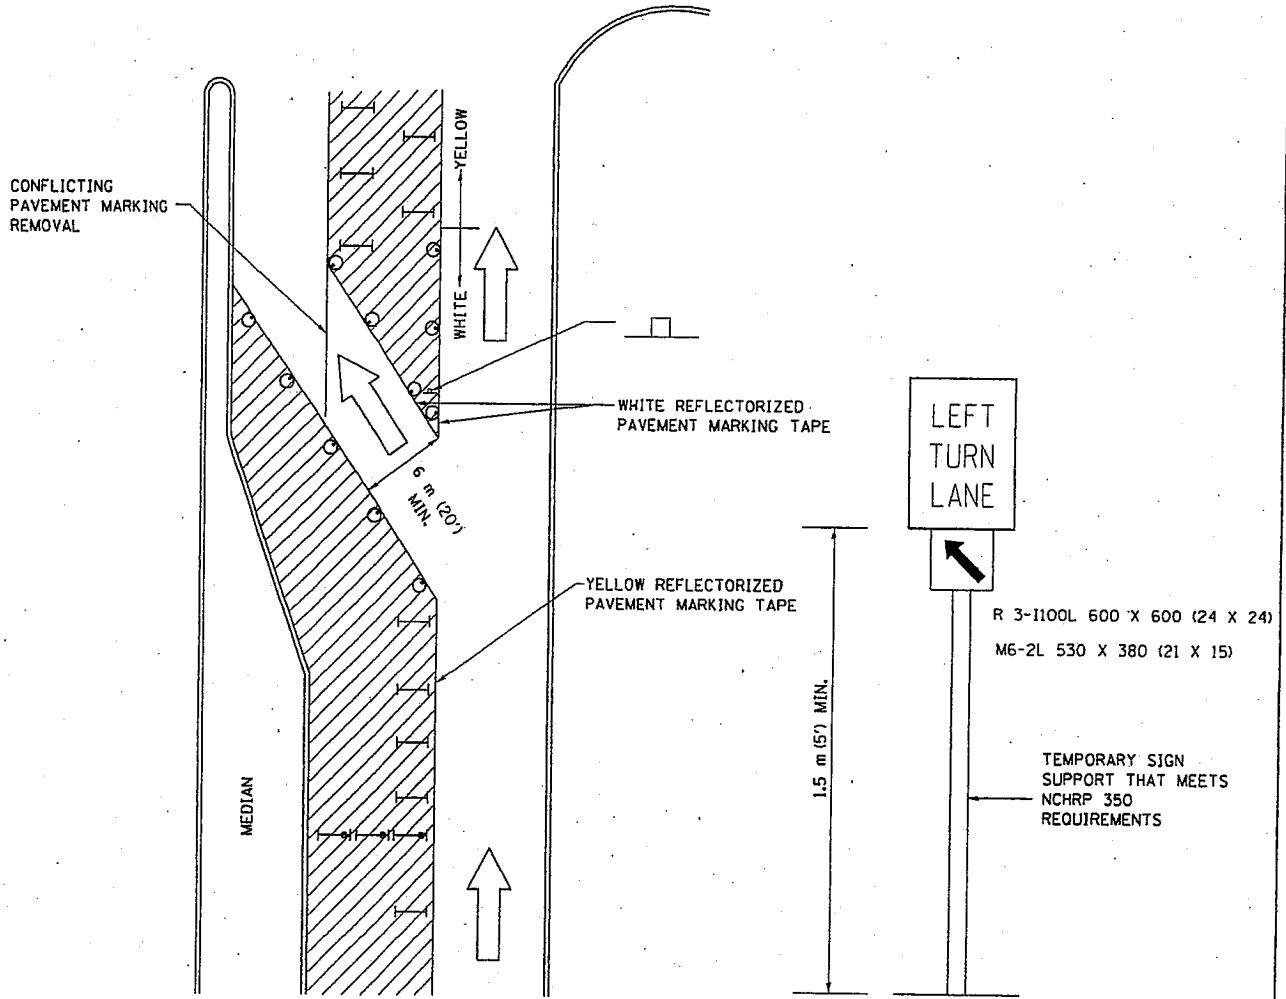 CONFLICTING
PAVEMENT MARKING
REMOVAL
YELLOW
WHITE
WHITE REFLECTORIZED
PAVEMENT MARKING TAPE
6 m (20')
MIN.
YELLOW REFLECTORIZED
PAVEMENT MARKING TAPE
MEDIAN
LEFT
TURN
LANE
R 3-I100L 600 X 600 (24 X 24)
M6-2L 530 X 380 (21 X 15)
1.5 m (5') MIN.
TEMPORARY SIGN
SUPPORT THAT MEETS
NCHRP 350
REQUIREMENTS